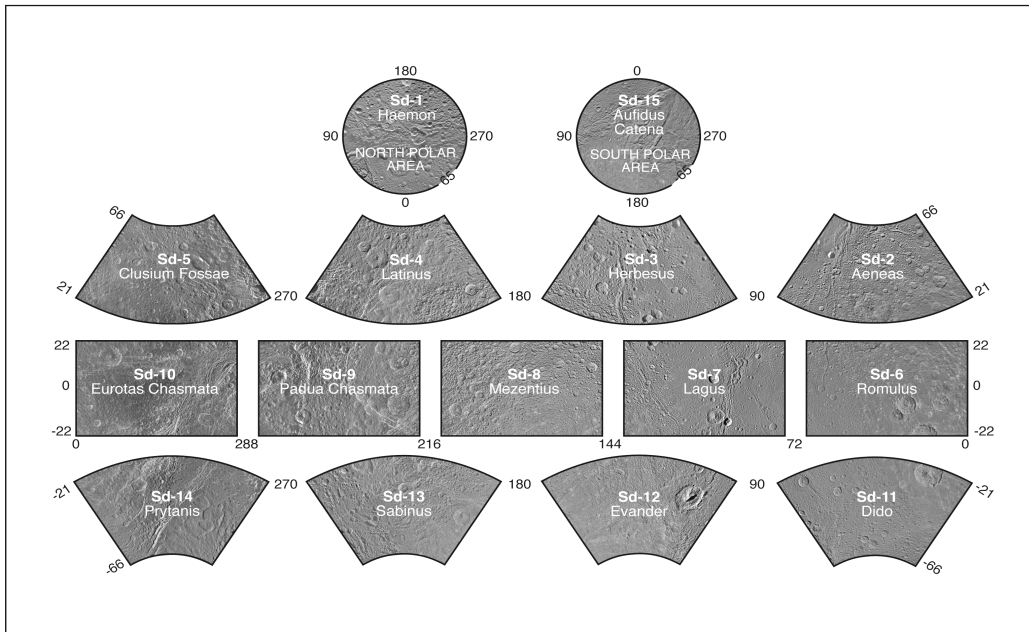 180
0
Sd-1
Haemon
Sd-15
Aufidus
Catena
90
270
90
270
NORTH POLAR
AREA
SOUTH POLAR
AREA
65
-65
0
180
66
66
Sd-5
Clusium Fossae
Sd-4
Latinus
Sd-3
Herbesus
Sd-2
Aeneas
21
270
180
90
21
22
22
Sd-10
Eurotas Chasmata
Sd-9
Padua Chasmata
Sd-8
Mezentius
Sd-7
Lagus
Sd-6
Romulus
0
0
-22
-22
0
288
216
144
72
0
-21
270
180
90
-21
Sd-14
Prytanis
Sd-13
Sabinus
Sd-12
Evander
Sd-11
Dido
-66
-66